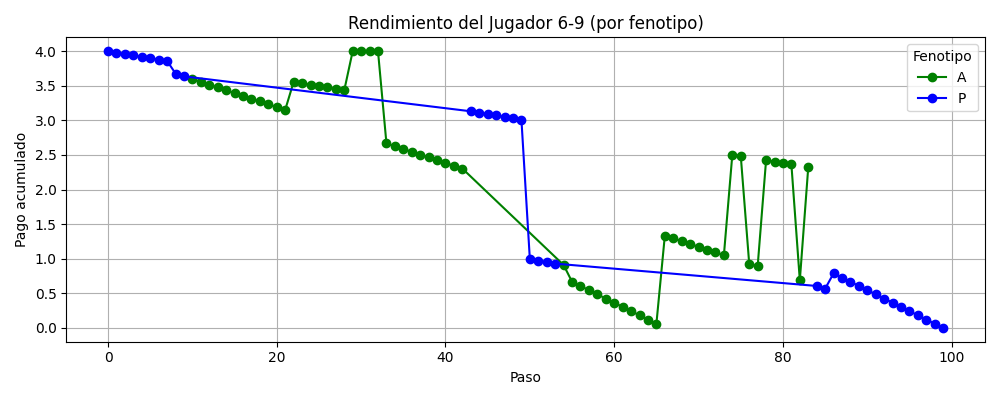 Rendimiento del Jugador 6-9 (por fenotipo)
Pago acumulado
4.0
3.5
3.0
2.5
2.0
1.5
1.0
0.5
0.0
0 20 40 60 80 100
Paso
Fenotipo
A
P